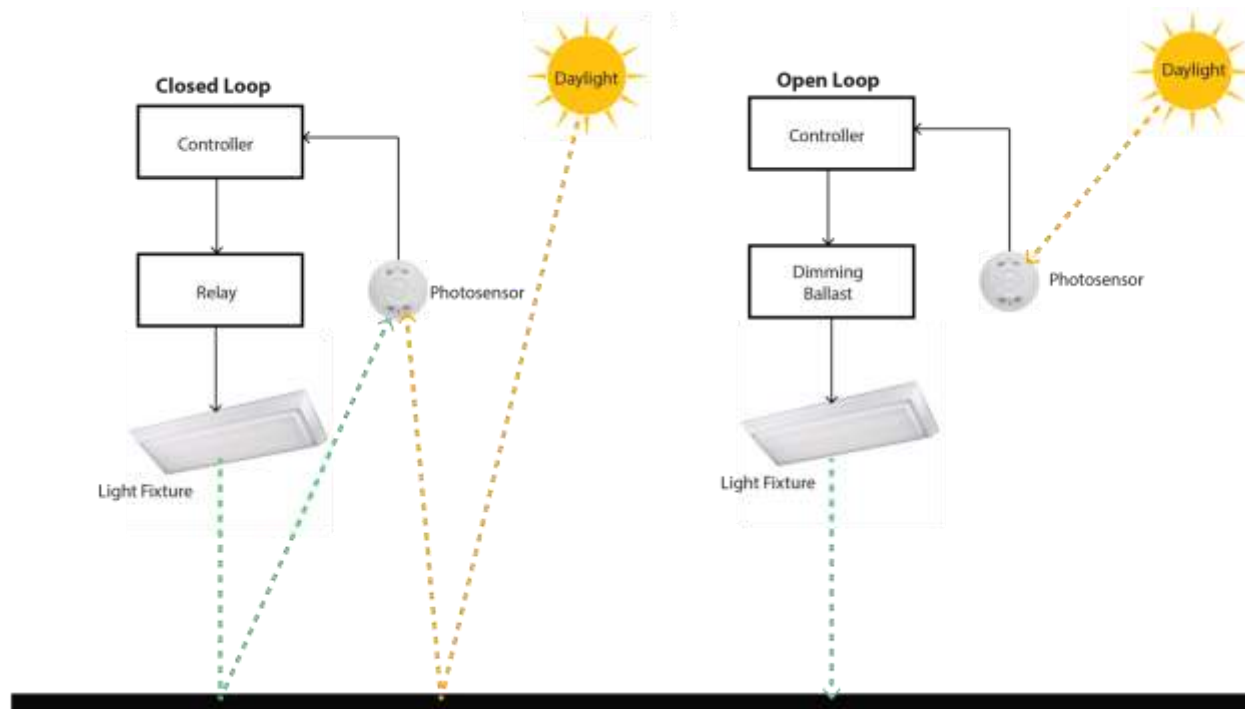 Closed Loop
Controller
Relay
Light Fixture
Photosensor
Daylight
Open Loop
Controller
Dimming
Ballast
Light Fixture
Photosensor
Daylight